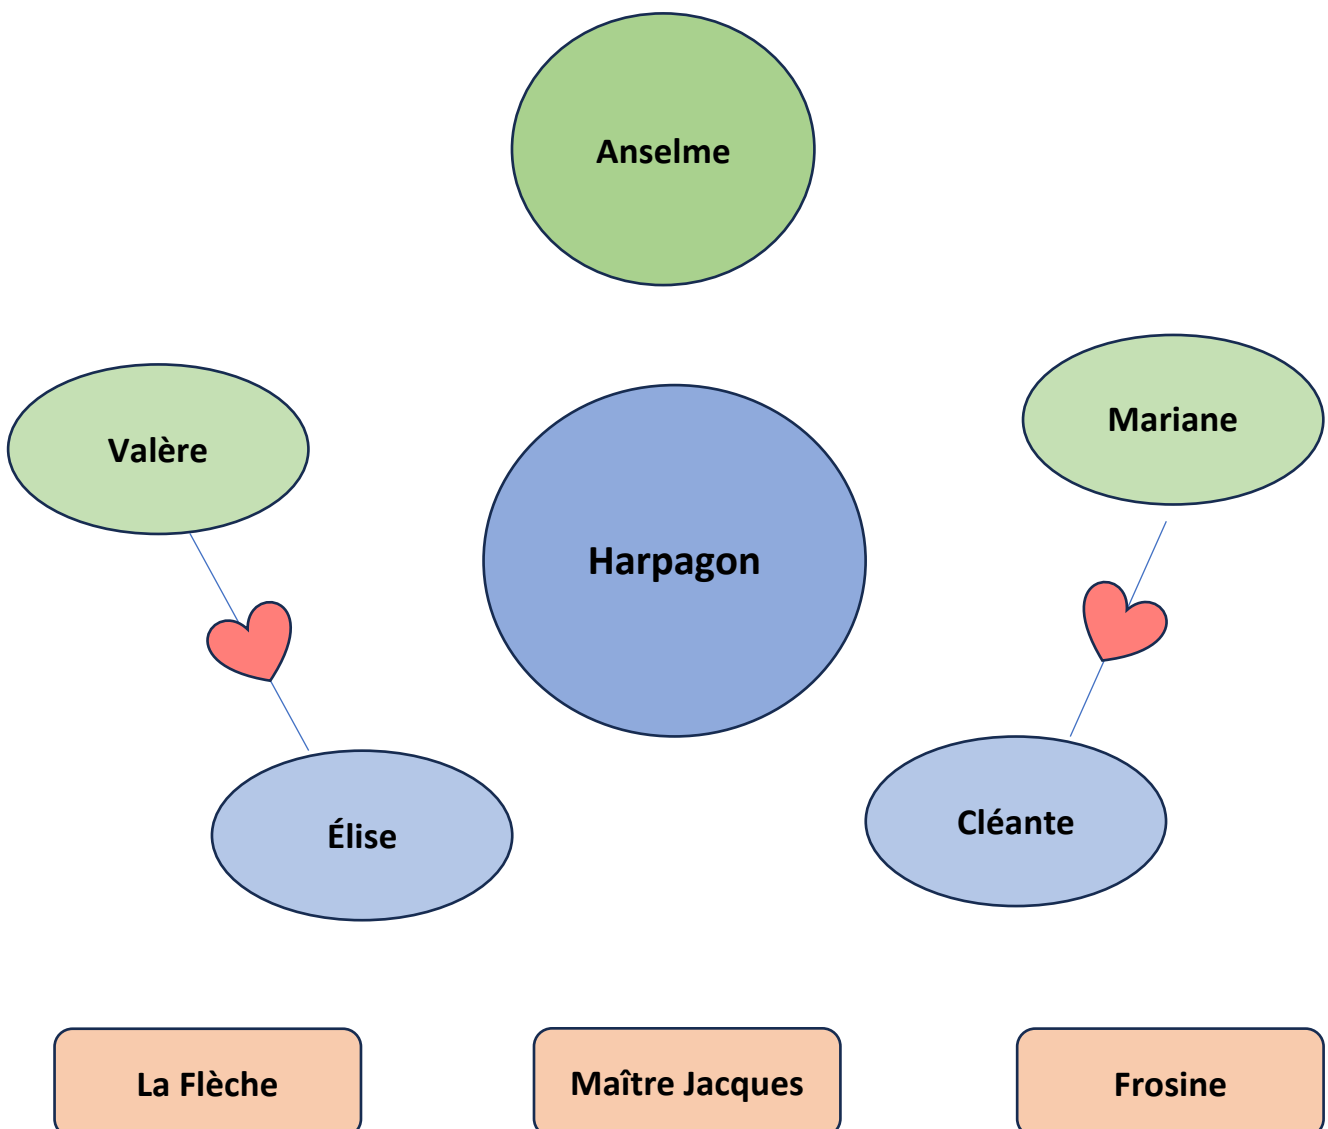 Anselme
Valère
Mariane
Harpagon
Élise
Cléante
La Flèche
Maître Jacques
Frosine